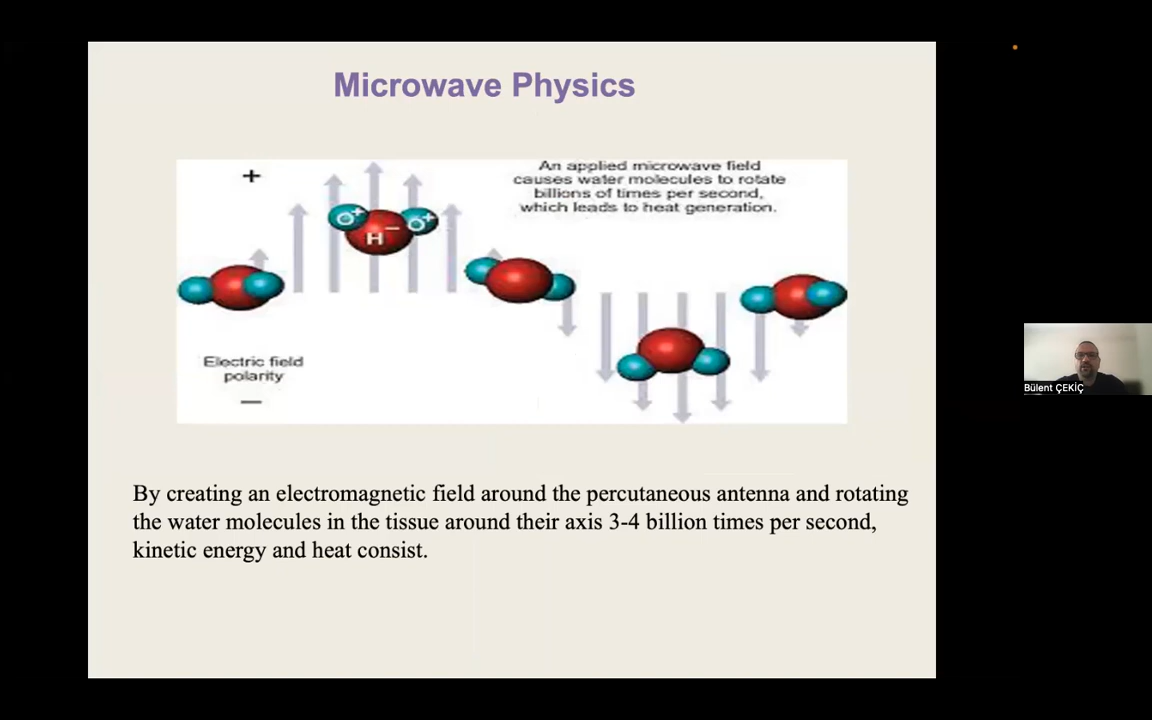 Microwave Physics
+
An applied microwave field
causes water molecules to rotate
billions of times per second,
which leads to heat generation.
O+ O+
H−
Electric field
polarity
—
By creating an electromagnetic field around the percutaneous antenna and rotating
the water molecules in the tissue around their axis 3-4 billion times per second,
kinetic energy and heat consist.
Bülent ÇEKİÇ